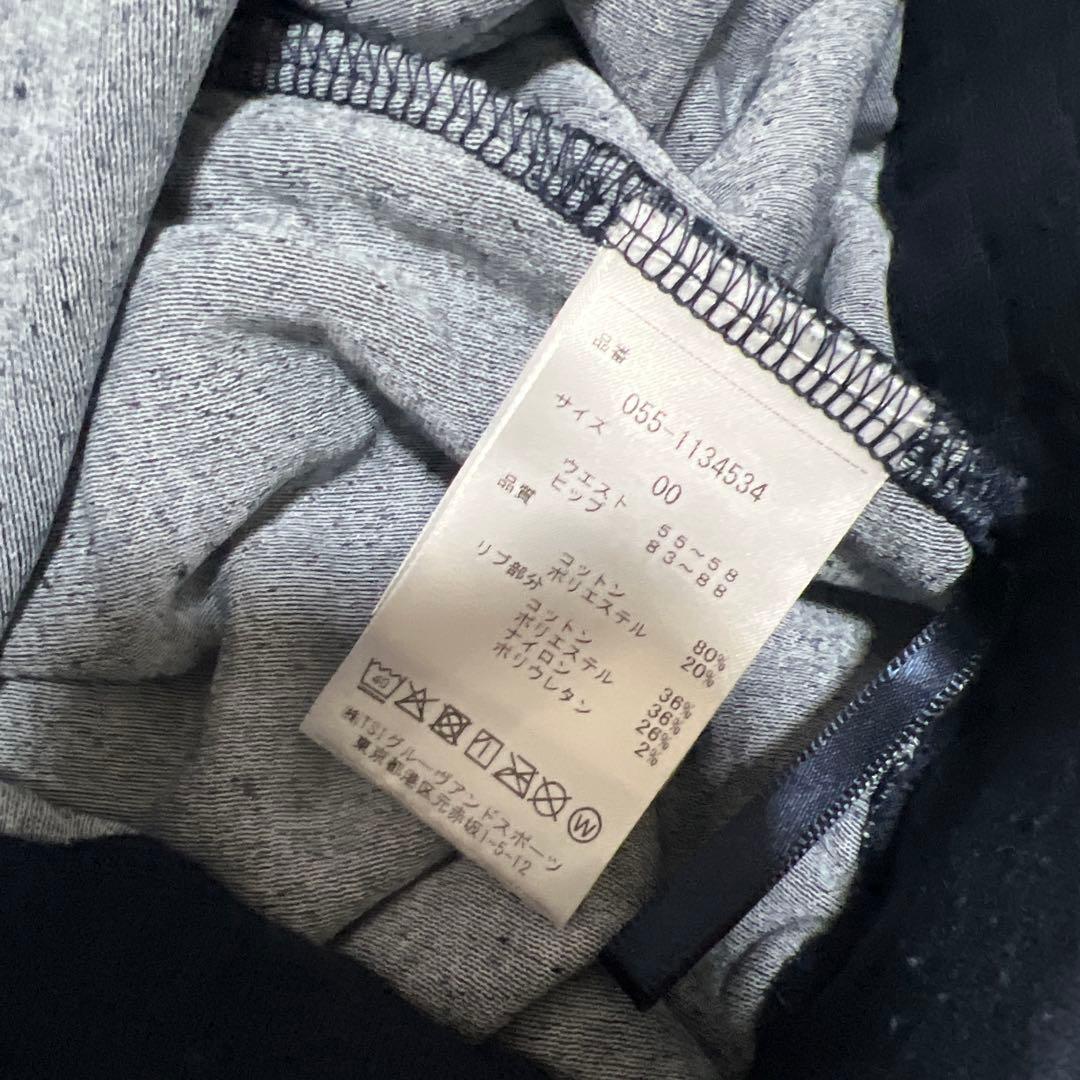 品番
055-1134534
サイズ
00
ウエスト 55～58
ヒップ 83～88
品質
コットン 80%
ポリエステル 20%
リブ部分
コットン 36%
ポリエステル 36%
ナイロン 26%
ポリウレタン 2%
40
W
㈱TSIグルーヴアンドスポーツ
東京都港区元赤坂1-5-12